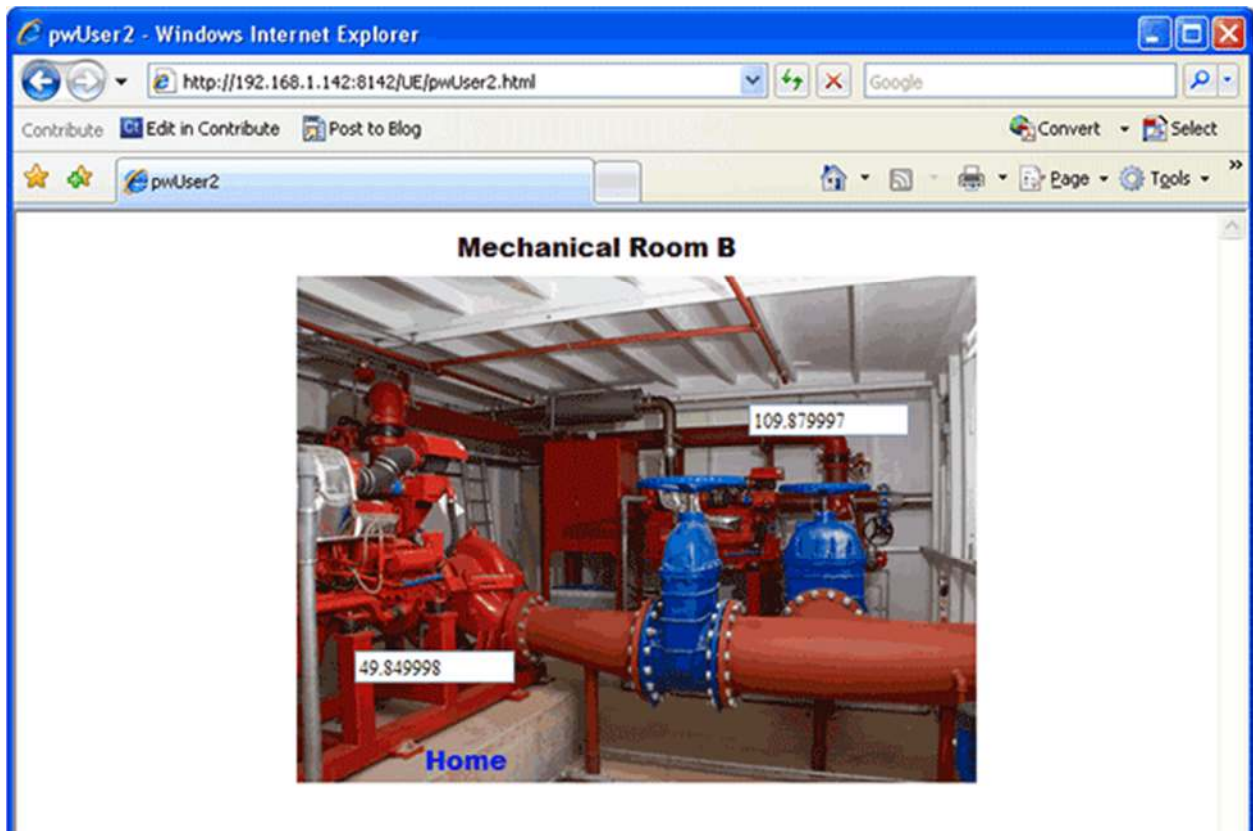 pwUser2 - Windows Internet Explorer
http://192.168.1.142:8142/UE/pwUser2.html
Google
Contribute Edit in Contribute Post to Blog Convert Select
pwUser2 Page Tools »
Mechanical Room B
109.879997
49.849998
Home